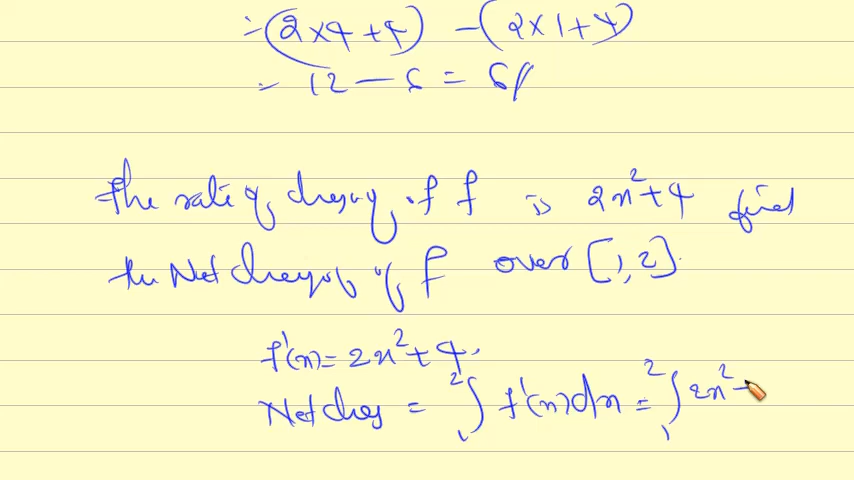 = (2×4+4) - (2×1+4)
= 12 - 6 = 6//
The rate of change of f is 2x²+4 find
the Net change of f over [1,2].
f'(x) = 2x²+4.
Net change = ₁²∫ f'(x)dx = ₁²∫ 2x² -